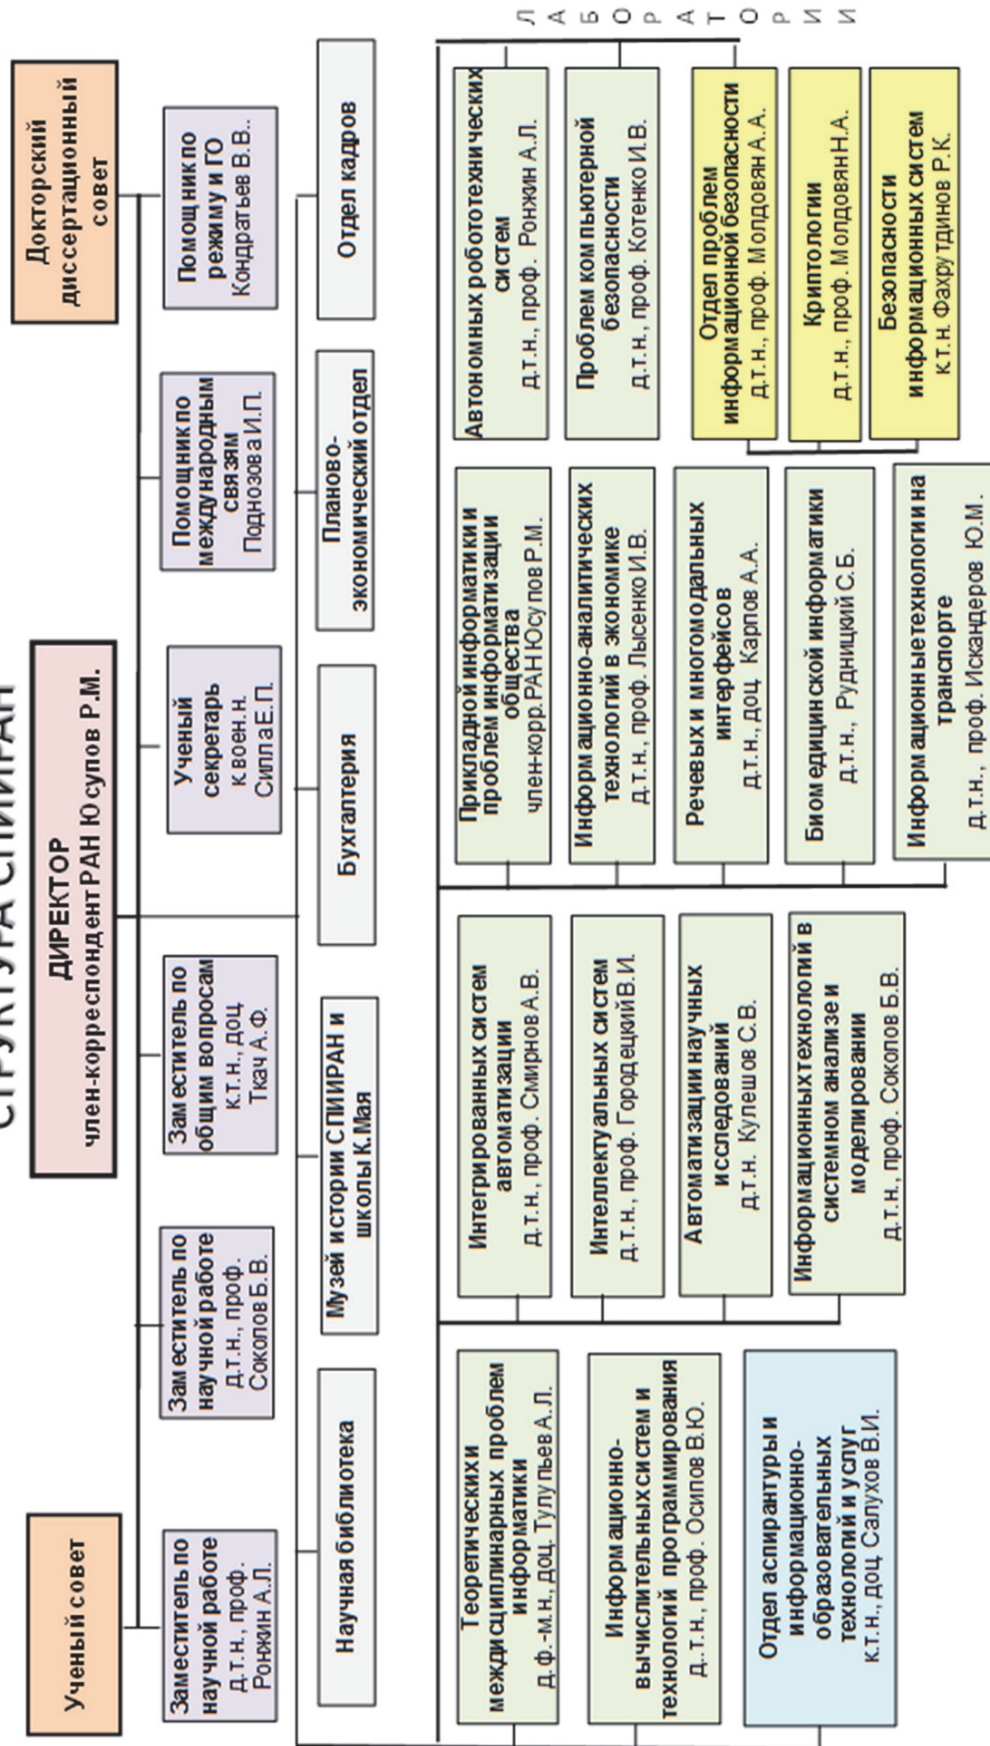 СТРУКТУРА СПИИРАН
Ученый совет
ДИРЕКТОР
член-корреспондент РАН Юсупов Р.М.
Докторский
диссертационный
совет
Заместитель по
научной работе
д.т.н., проф.
Ронжин А.Л.
Заместитель по
научной работе
д.т.н., проф.
Соколов Б.В.
Заместитель по
общим вопросам
к.т.н., доц
Ткач А.Ф.
Ученый
секретарь
к воен. н.
Силла Е.П.
Помощник по
международным
связям
Поднозова И.П.
Помощник по
режиму и ГО
Кондратьев В.В..
Научная библиотека
Музей истории СПИИРАН и
школы К.Мая
Бухгалтерия
Планово-
экономический отдел
Отдел кадров
Теоретических и
междисциплинарных проблем
информатики
д.ф.-м.н., доц. Тулупьев А.Л.
Информационно-
вычислительных систем и
технологий программирования
д..т.н., проф. Осипов В.Ю.
Отдел аспирантуры и
информационно-
образовательных
технологий и услуг
к.т.н., доц Салухов В.И.
Интегрированных систем
автоматизации
д.т.н., проф. Смирнов А.В.
Интеллектуальных систем
д.т.н., проф. Городецкий В.И.
Автоматизации научных
исследований
д.т.н. Кулешов С.В.
Информационных технологий в
системном анализе и
моделировании
д.т.н., проф. Соколов Б.В.
Прикладной информатики и
проблем информатизации
общества
член-корр. РАН Юсупов Р.М.
Информационно-аналитических
технологий в экономике
д.т.н., проф. Лысенко И.В.
Речевых и многомодальных
интерфейсов
д.т.н., доц Карпов А.А.
Биомедицинской информатики
д.т.н., Рудницкий С.Б.
Информационные технологии на
транспорте
д.т.н., проф. Искандеров Ю.М.
Автономных робототехнических
систем
д.т.н., проф. Ронжин А.Л.
Проблем компьютерной
безопасности
д.т.н., проф. Котенко И.В.
Отдел проблем
информационной безопасности
д.т.н., проф. Молдовян А.А.
Криптологии
д.т.н., проф. Молдовян Н.А.
Безопасности
информационных систем
к.т.н. Фахрутдинов Р.К.
Л
А
Б
О
Р
А
Т
О
Р
И
И